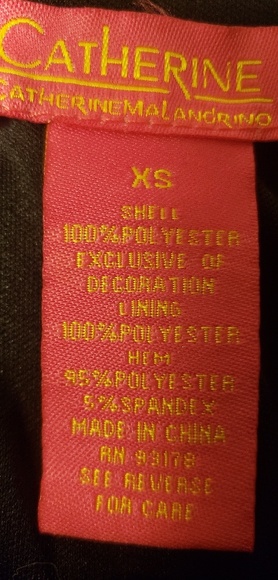 CATHERINE
CATHERINEMALANDRINO
XS
SHELL
100%POLYESTER
EXCLUSIVE OF
DECORATION
LINING
100%POLYESTER
HEM
95%POLYESTER
5%SPANDEX
MADE IN CHINA
RN 93178
SEE REVERSE
FOR CARE